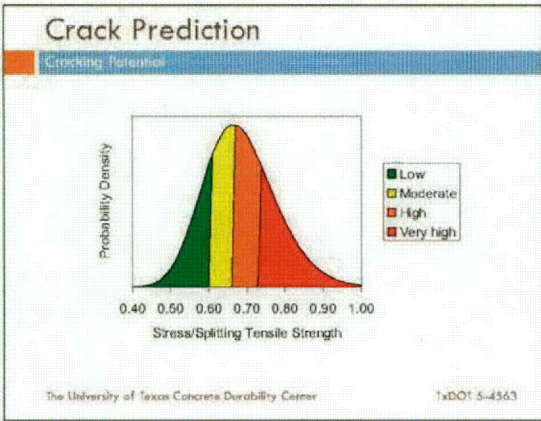 Crack Prediction
Cracking Potential
Probability Density
Low
Moderate
High
Very high
0.40 0.50 0.60 0.70 0.80 0.90 1.00
Stress/Splitting Tensile Strength
The University of Texas Concrete Durability Center
TxDOT 5-4563